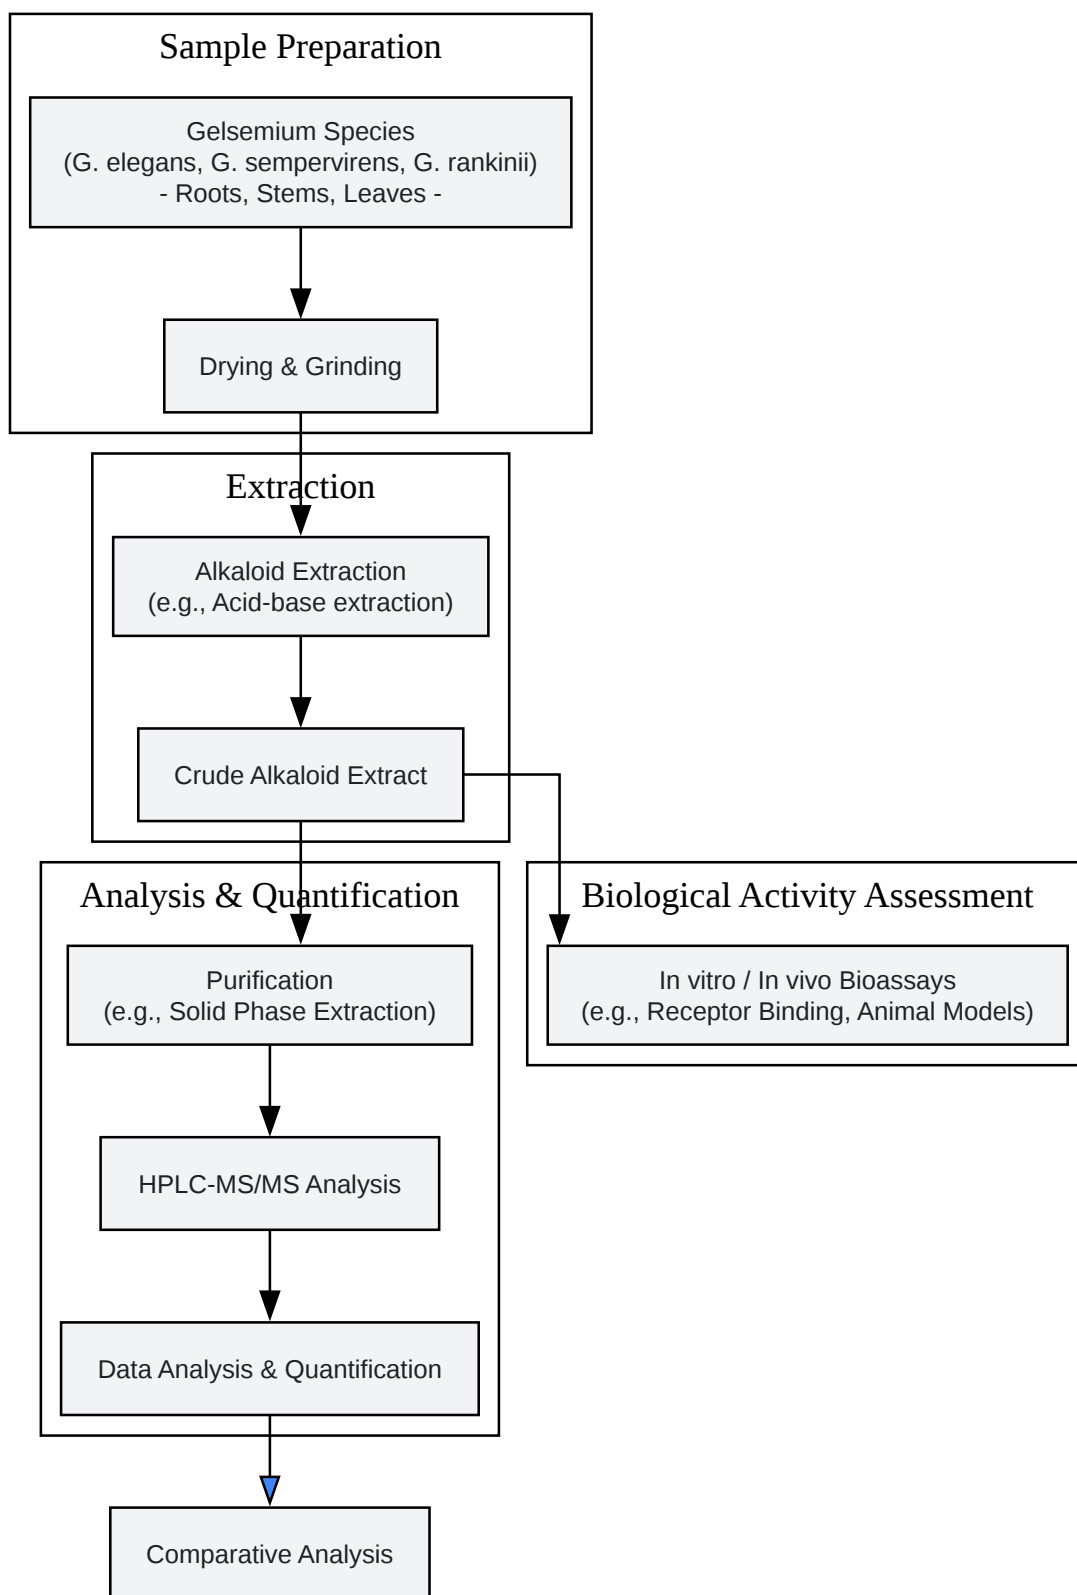 Sample Preparation
Gelsemium Species
(G. elegans, G. sempervirens, G. rankinii)
- Roots, Stems, Leaves -
Drying & Grinding
Extraction
Alkaloid Extraction
(e.g., Acid-base extraction)
Crude Alkaloid Extract
Analysis & Quantification
Purification
(e.g., Solid Phase Extraction)
HPLC-MS/MS Analysis
Data Analysis & Quantification
Biological Activity Assessment
In vitro / In vivo Bioassays
(e.g., Receptor Binding, Animal Models)
Comparative Analysis